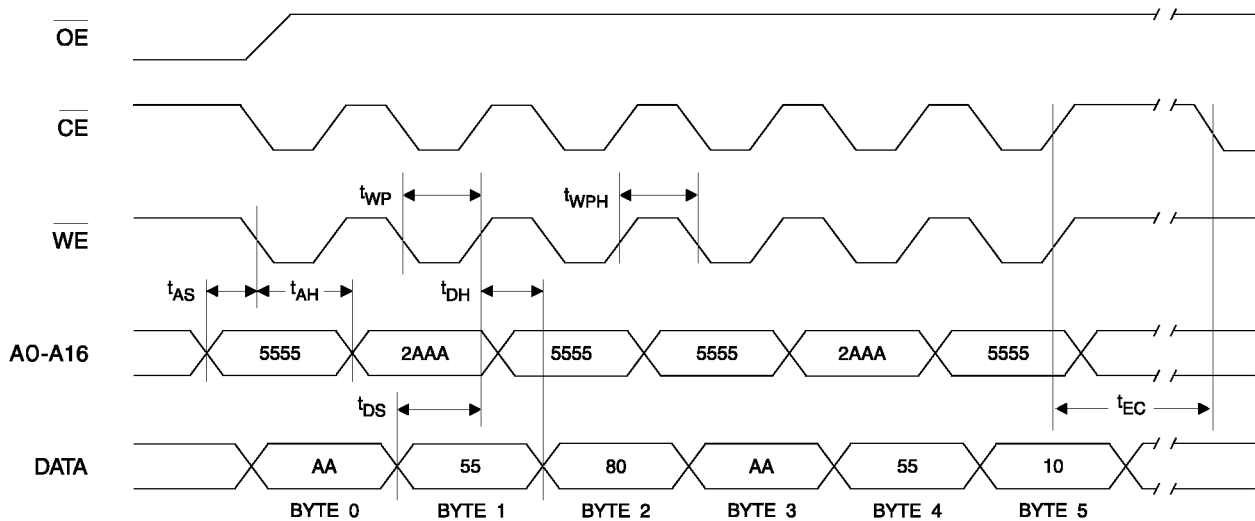 OE
CE
tWP
tWPH
WE
tAS
tAH
tDH
A0-A16 5555 2AAA 5555 5555 2AAA 5555
tDS
tEC
DATA AA 55 80 AA 55 10
BYTE 0 BYTE 1 BYTE 2 BYTE 3 BYTE 4 BYTE 5